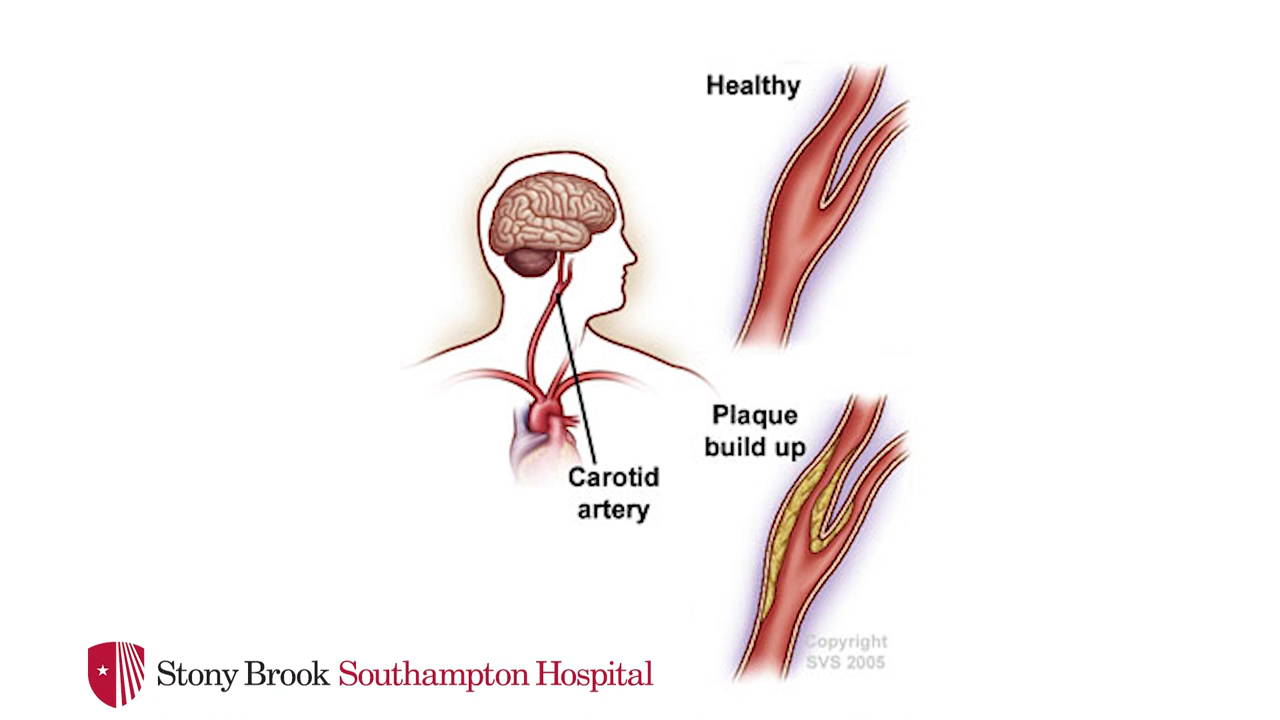 Healthy
Plaque
build up
Carotid
artery
Copyright
SVS 2005
Stony Brook Southampton Hospital